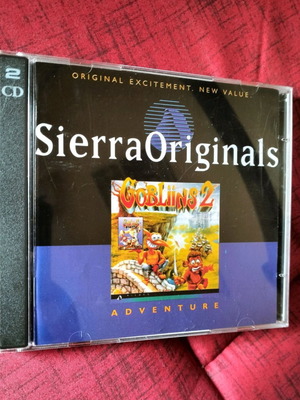 2
CD
ORIGINAL EXCITEMENT. NEW VALUE.
SierraOriginals
GOBLIINS 2
ADVENTURE